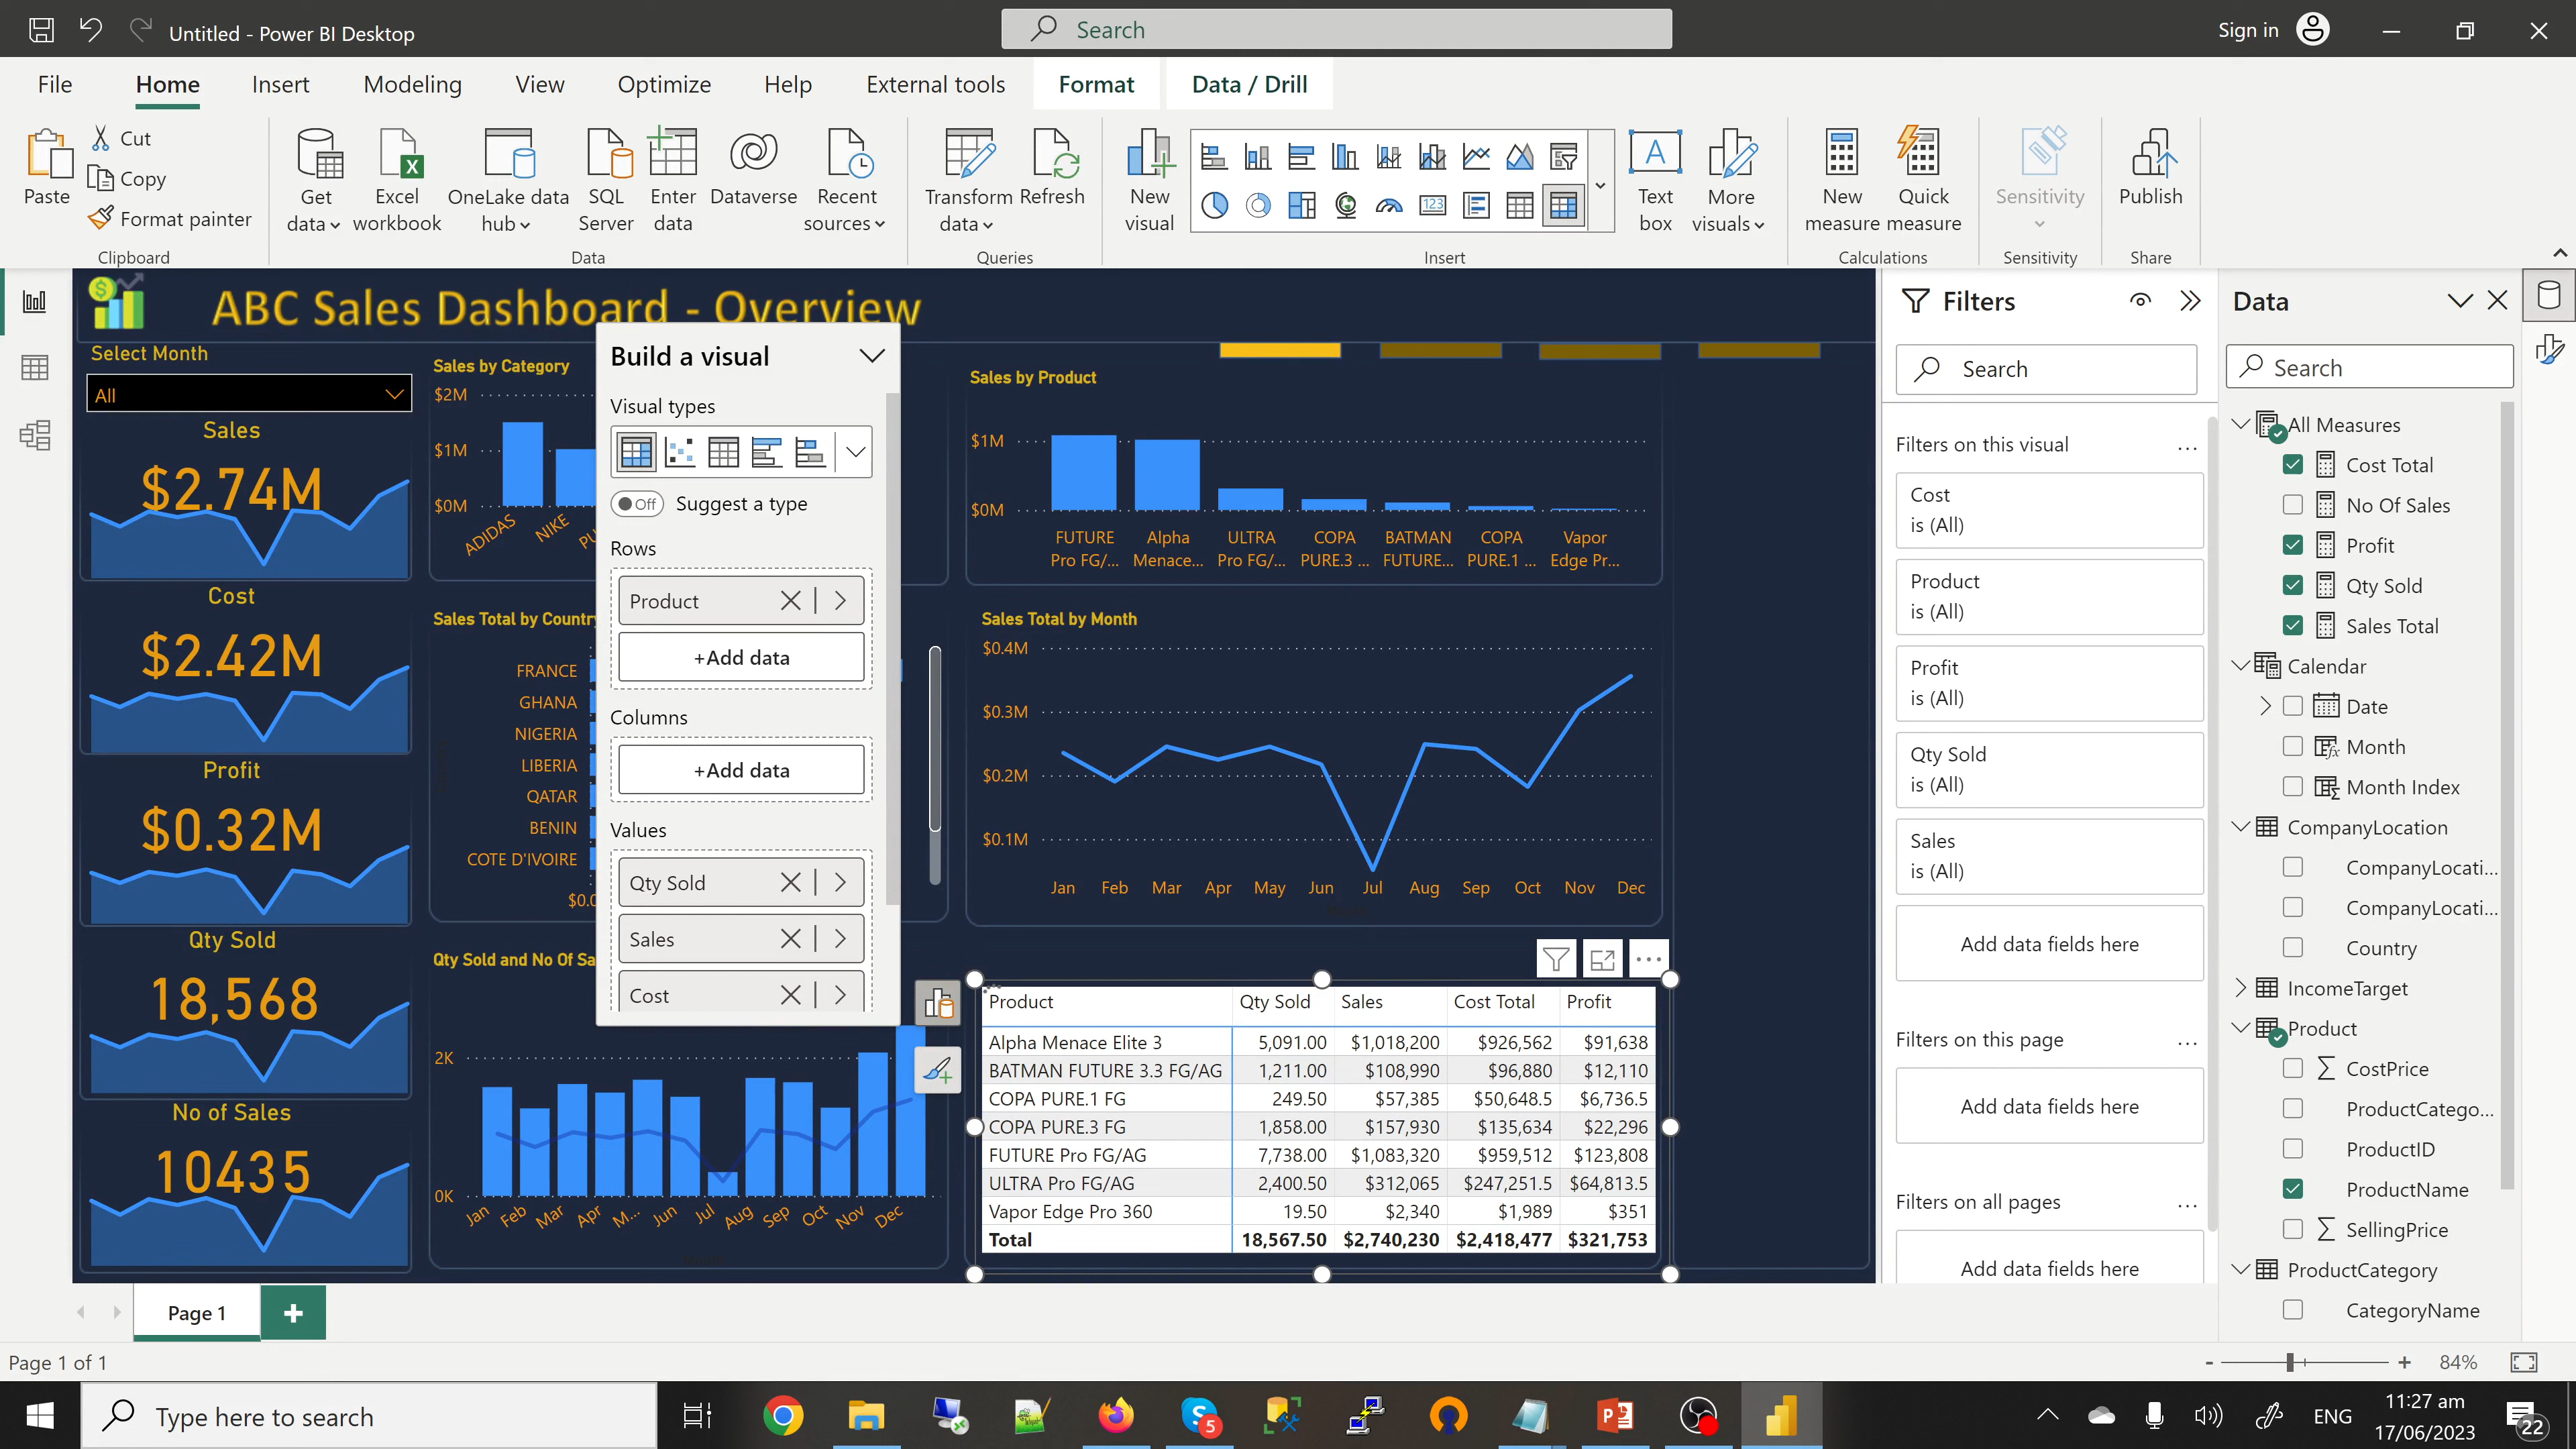 Untitled - Power BI Desktop
Search
Sign in
File
Home
Insert
Modeling
View
Optimize
Help
External tools
Format
Data / Drill
Paste
Cut
Copy
Format painter
Clipboard
Get data
Excel workbook
OneLake data hub
SQL Server
Enter data
Dataverse
Recent sources
Data
Transform data
Refresh
Queries
New visual
123
Insert
A
Text box
More visuals
New measure
Quick measure
Calculations
Sensitivity
Sensitivity
Publish
Share
ABC Sales Dashboard - Overview
Select Month
All
Sales
$2.74M
Cost
$2.42M
Profit
$0.32M
Qty Sold
18,568
No of Sales
10435
Sales by Category
$2M
$1M
$0M
ADIDAS
NIKE
PU
Sales Total by Country
FRANCE
GHANA
NIGERIA
LIBERIA
QATAR
BENIN
COTE D'IVOIRE
$0.0
Qty Sold and No Of Sa
2K
0K
Jan
Feb
Mar
Apr
M...
Jun
Jul
Aug
Sep
Oct
Nov
Dec
Build a visual
Visual types
Off
Suggest a type
Rows
Product
+Add data
Columns
+Add data
Values
Qty Sold
Sales
Cost
Sales by Product
$1M
$0M
FUTURE Pro FG/...
Alpha Menace...
ULTRA Pro FG/...
COPA PURE.3 ...
BATMAN FUTURE...
COPA PURE.1 ...
Vapor Edge Pr...
Sales Total by Month
$0.4M
$0.3M
$0.2M
$0.1M
Jan Feb Mar Apr May Jun Jul Aug Sep Oct Nov Dec
Product Qty Sold Sales Cost Total Profit
Alpha Menace Elite 3 5,091.00 $1,018,200 $926,562 $91,638
BATMAN FUTURE 3.3 FG/AG 1,211.00 $108,990 $96,880 $12,110
COPA PURE.1 FG 249.50 $57,385 $50,648.5 $6,736.5
COPA PURE.3 FG 1,858.00 $157,930 $135,634 $22,296
FUTURE Pro FG/AG 7,738.00 $1,083,320 $959,512 $123,808
ULTRA Pro FG/AG 2,400.50 $312,065 $247,251.5 $64,813.5
Vapor Edge Pro 360 19.50 $2,340 $1,989 $351
Total 18,567.50 $2,740,230 $2,418,477 $321,753
Filters
Search
Filters on this visual ...
Cost
is (All)
Product
is (All)
Profit
is (All)
Qty Sold
is (All)
Sales
is (All)
Add data fields here
Filters on this page ...
Add data fields here
Filters on all pages ...
Add data fields here
Data
Search
All Measures
Cost Total
No Of Sales
Profit
Qty Sold
Sales Total
Calendar
Date
Month
Month Index
CompanyLocation
CompanyLocati...
CompanyLocati...
Country
IncomeTarget
Product
CostPrice
ProductCatego...
ProductID
ProductName
SellingPrice
ProductCategory
CategoryName
Page 1
Page 1 of 1
- + 84%
Type here to search
5
ENG
11:27 am
17/06/2023
22